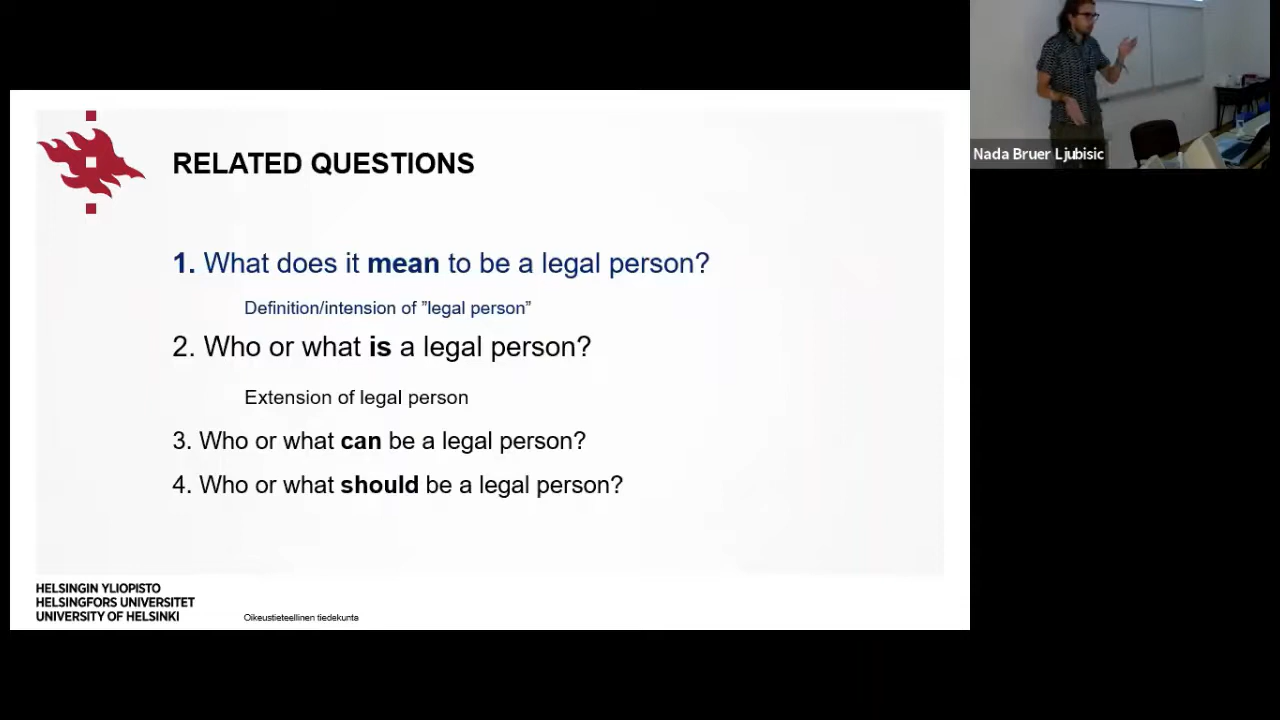 RELATED QUESTIONS
1. What does it mean to be a legal person?
Definition/intension of ”legal person”
2. Who or what is a legal person?
Extension of legal person
3. Who or what can be a legal person?
4. Who or what should be a legal person?
HELSINGIN YLIOPISTO
HELSINGFORS UNIVERSITET
UNIVERSITY OF HELSINKI
Oikeustieteellinen tiedekunta
Nada Bruer Ljubisic